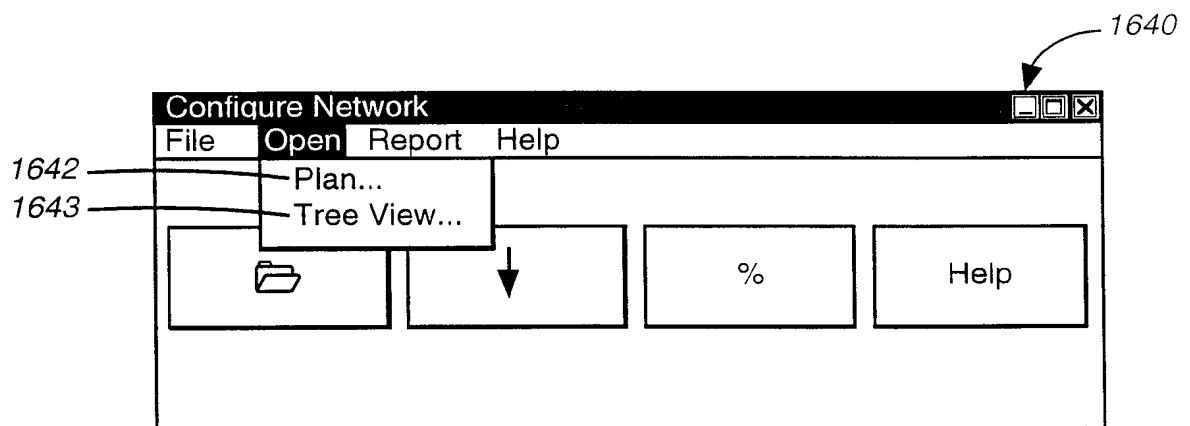 1640
Configure Network
File Open Report Help
1642 Plan...
1643 Tree View...
% Help